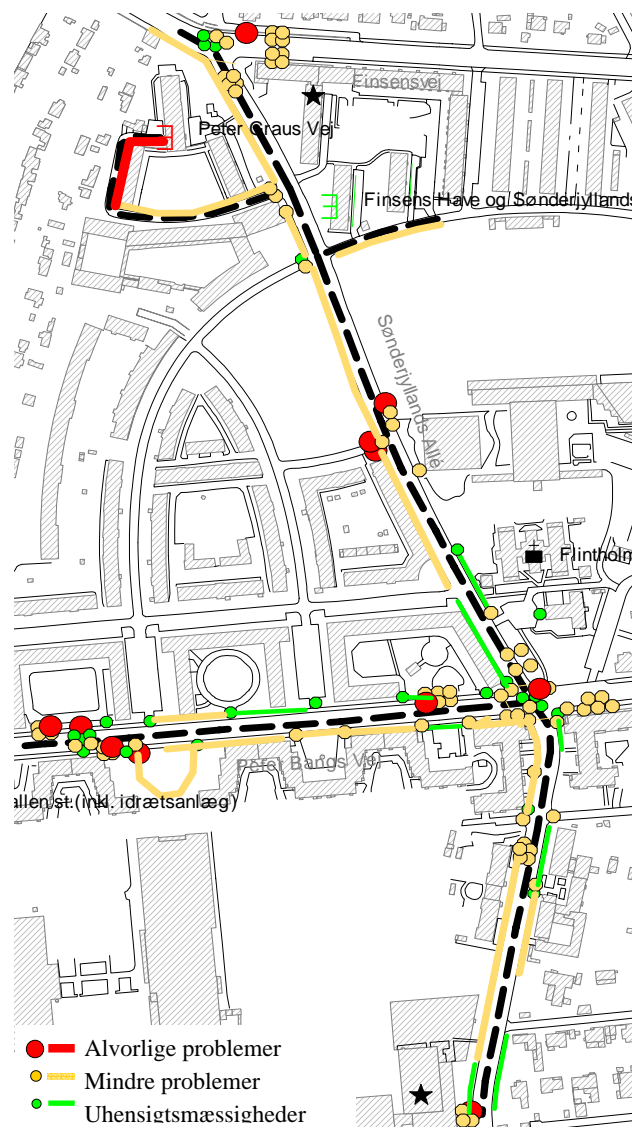 Finsensvej
Peter Graus Vej
Finsens Have og Sønderjyllands
Sønderjyllands Allé
Flintholm
Peter Bangs Vej
allen st.(inkl. idrætsanlæg)
Alvorlige problemer
Mindre problemer
Uhensigtsmæssigheder